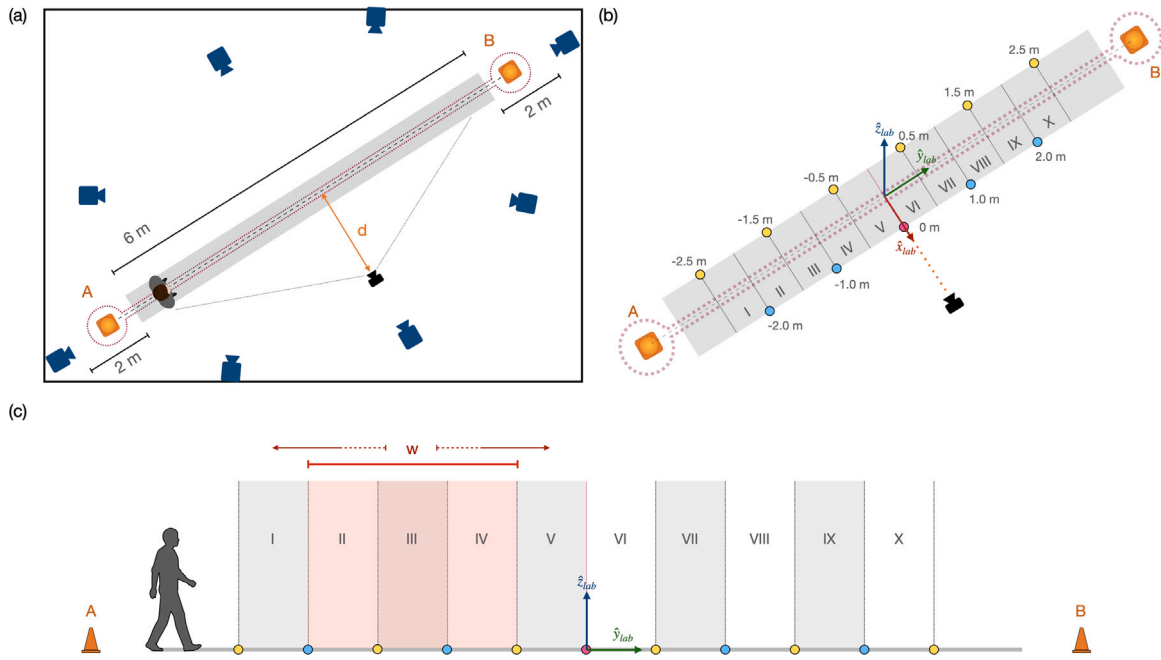 (a)
B
2 m
6 m
d
A
2 m
(b)
B
2.5 m
1.5 m
0.5 m
-0.5 m
-1.5 m
-2.5 m
ẑlab
ŷlab
x̂lab
I
II
III
IV
V
VI
VII
VIII
IX
X
2.0 m
1.0 m
0 m
-1.0 m
-2.0 m
A
(c)
w
I
II
III
IV
V
VI
VII
VIII
IX
X
ẑlab
ŷlab
A
B